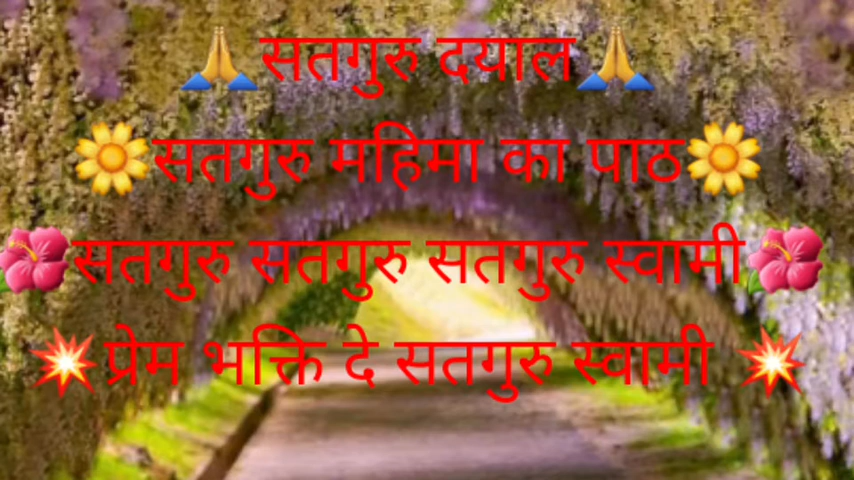 🙏सतगुरु दयाल🙏
🌼सतगुरु महिमा का पाठ🌼
🌺सतगुरु सतगुरु सतगुरु स्वामी🌺
💥प्रेम भक्ति दे सतगुरु स्वामी 💥